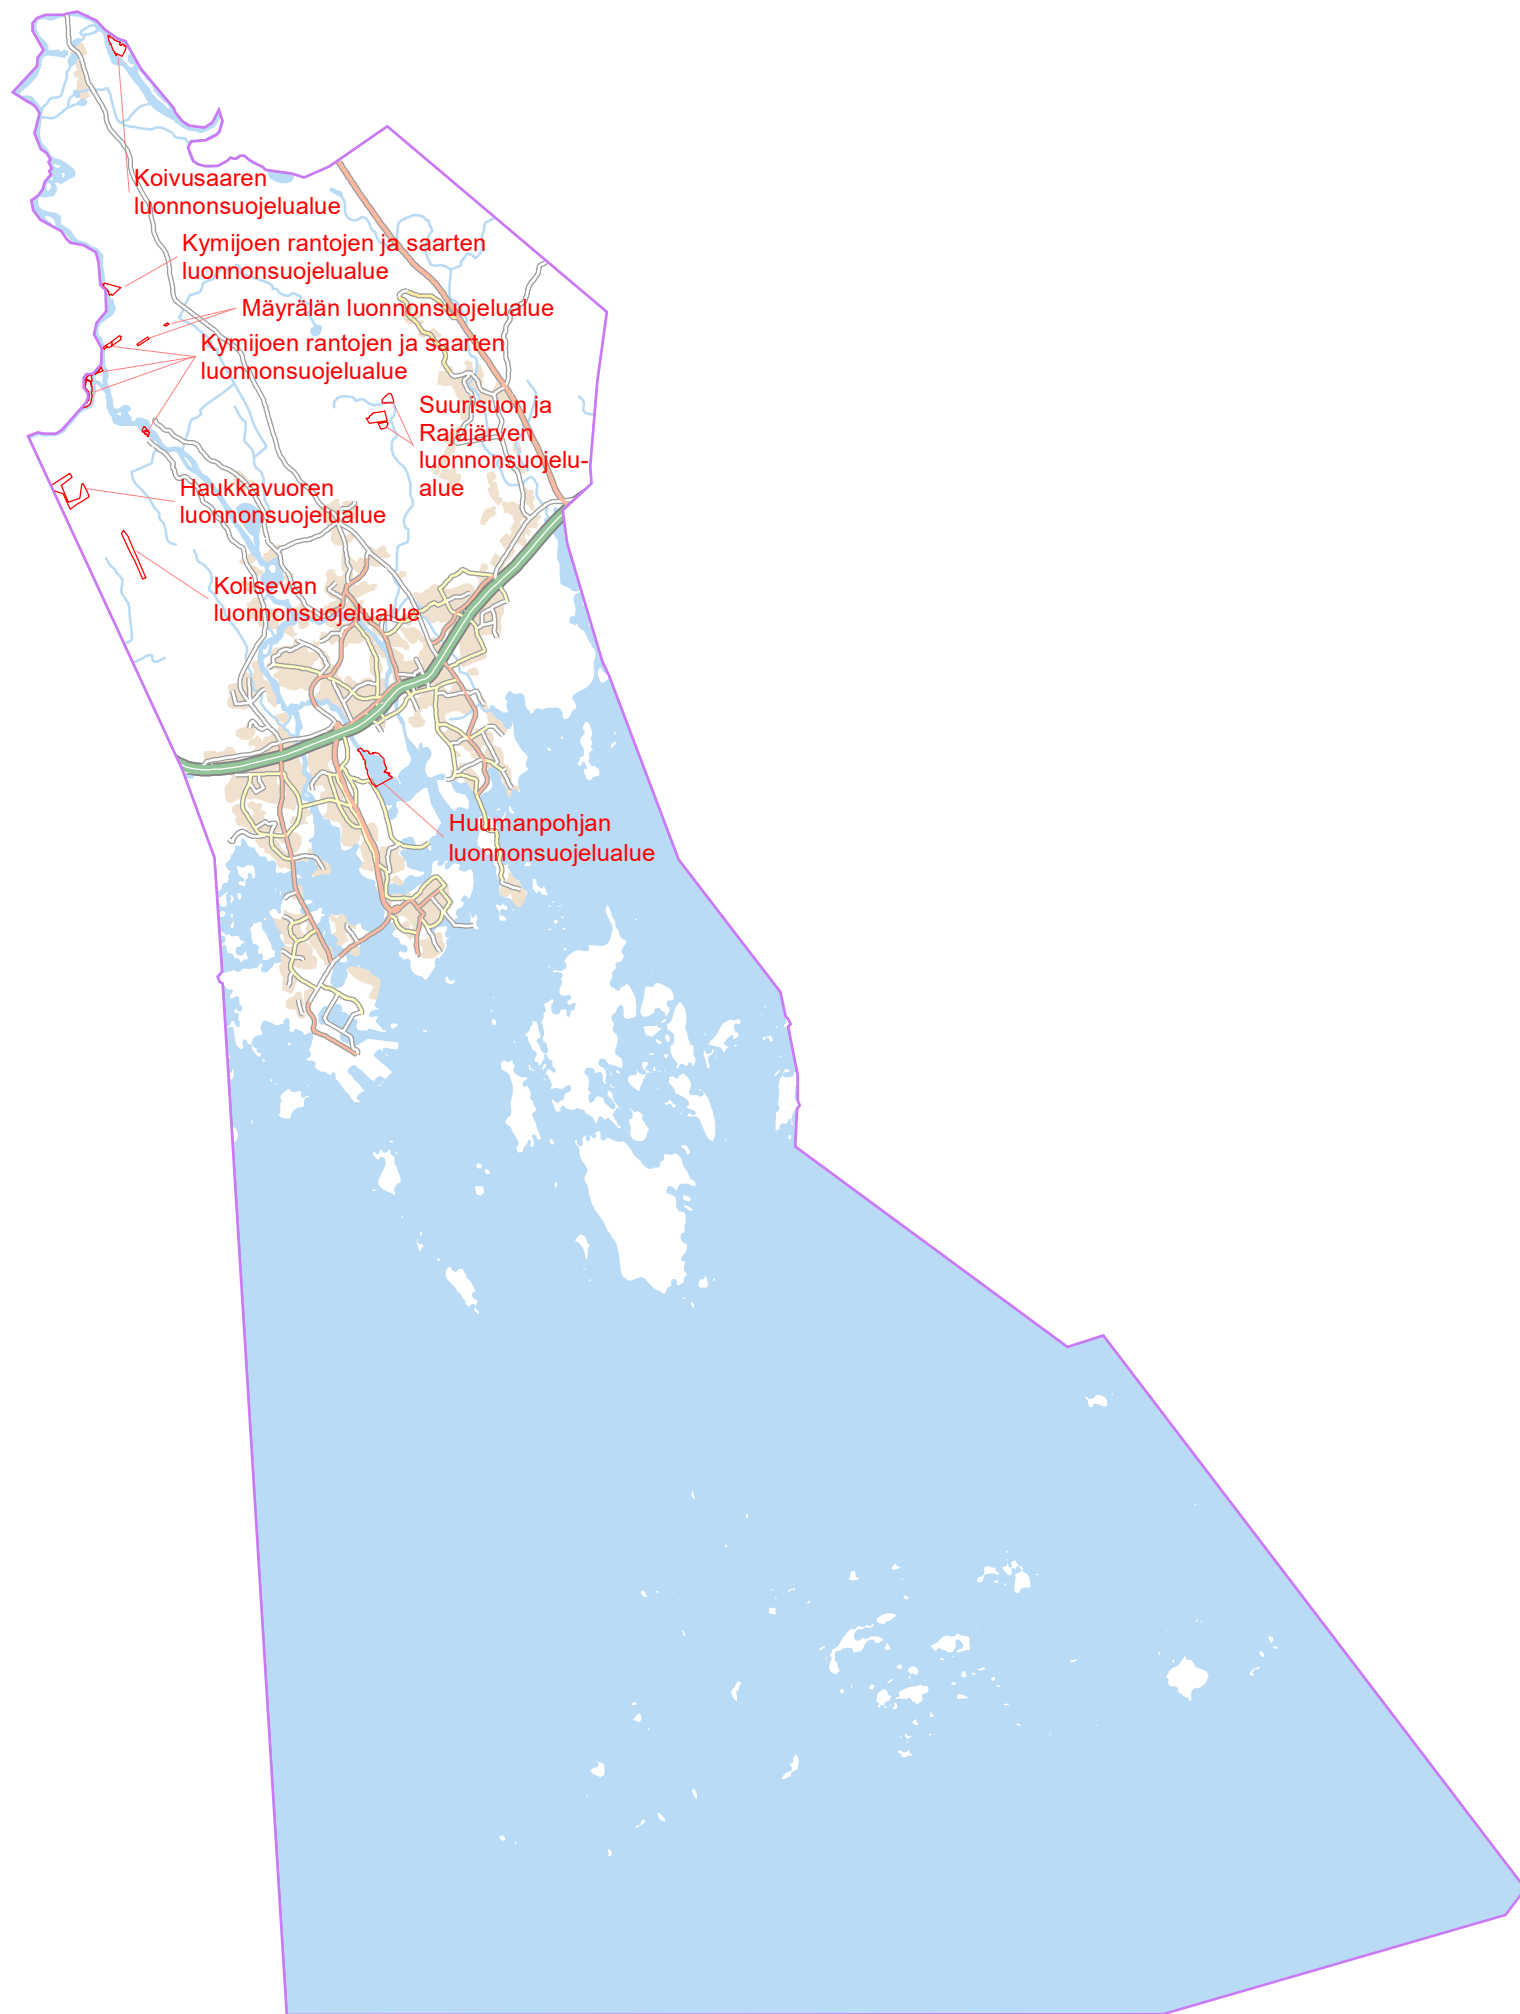 Koivusaaren
luonnonsuojelualue
Kymijoen rantojen ja saarten
luonnonsuojelualue
Mäyrälän luonnonsuojelualue
Kymijoen rantojen ja saarten
luonnonsuojelualue
Suurisuon ja
Rajajärven
luonnonsuojelu-
alue
Haukkavuoren
luonnonsuojelualue
Kolisevan
luonnonsuojelualue
Huumanpohjan
luonnonsuojelualue